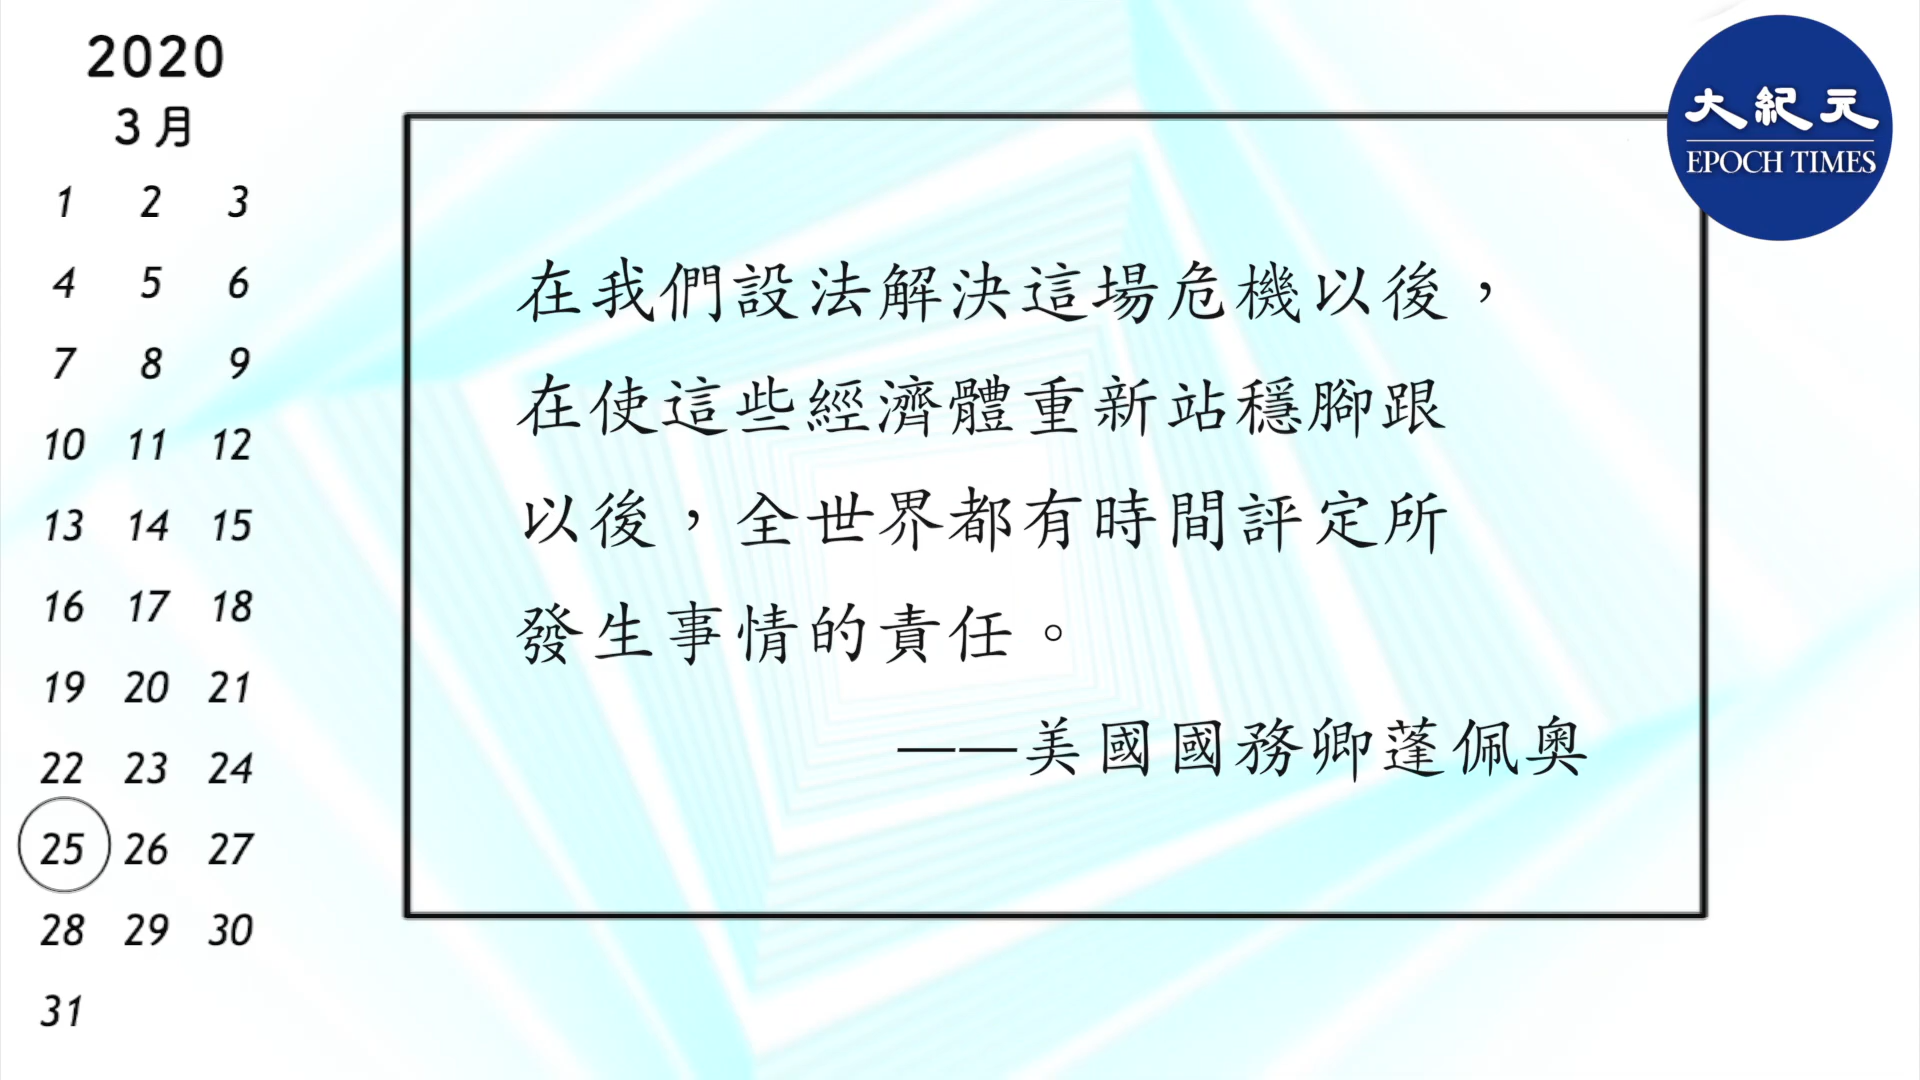 2020
3月
1 2 3
4 5 6
7 8 9
10 11 12
13 14 15
16 17 18
19 20 21
22 23 24
25 26 27
28 29 30
31
在我們設法解決這場危機以後，
在使這些經濟體重新站穩腳跟
以後，全世界都有時間評定所
發生事情的責任。
——美國國務卿蓬佩奧
大紀元
EPOCH TIMES